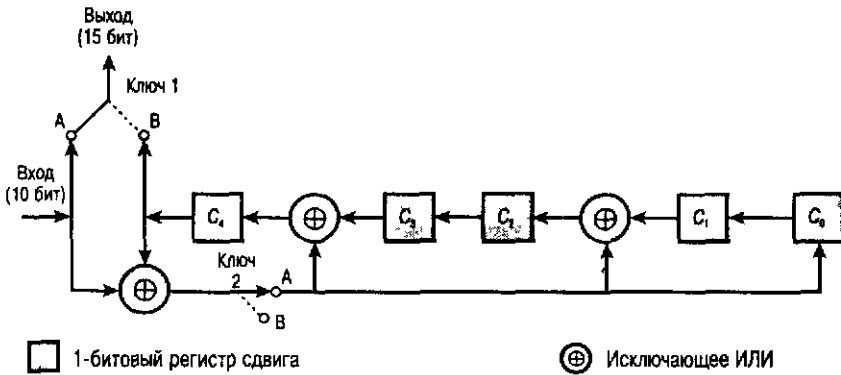 Выход
(15 бит)
Ключ 1
A
B
Вход
(10 бит)
C₄
C₃
C₂
C₁
C₀
Ключ
2
A
B
1-битовый регистр сдвига
Исключающее ИЛИ